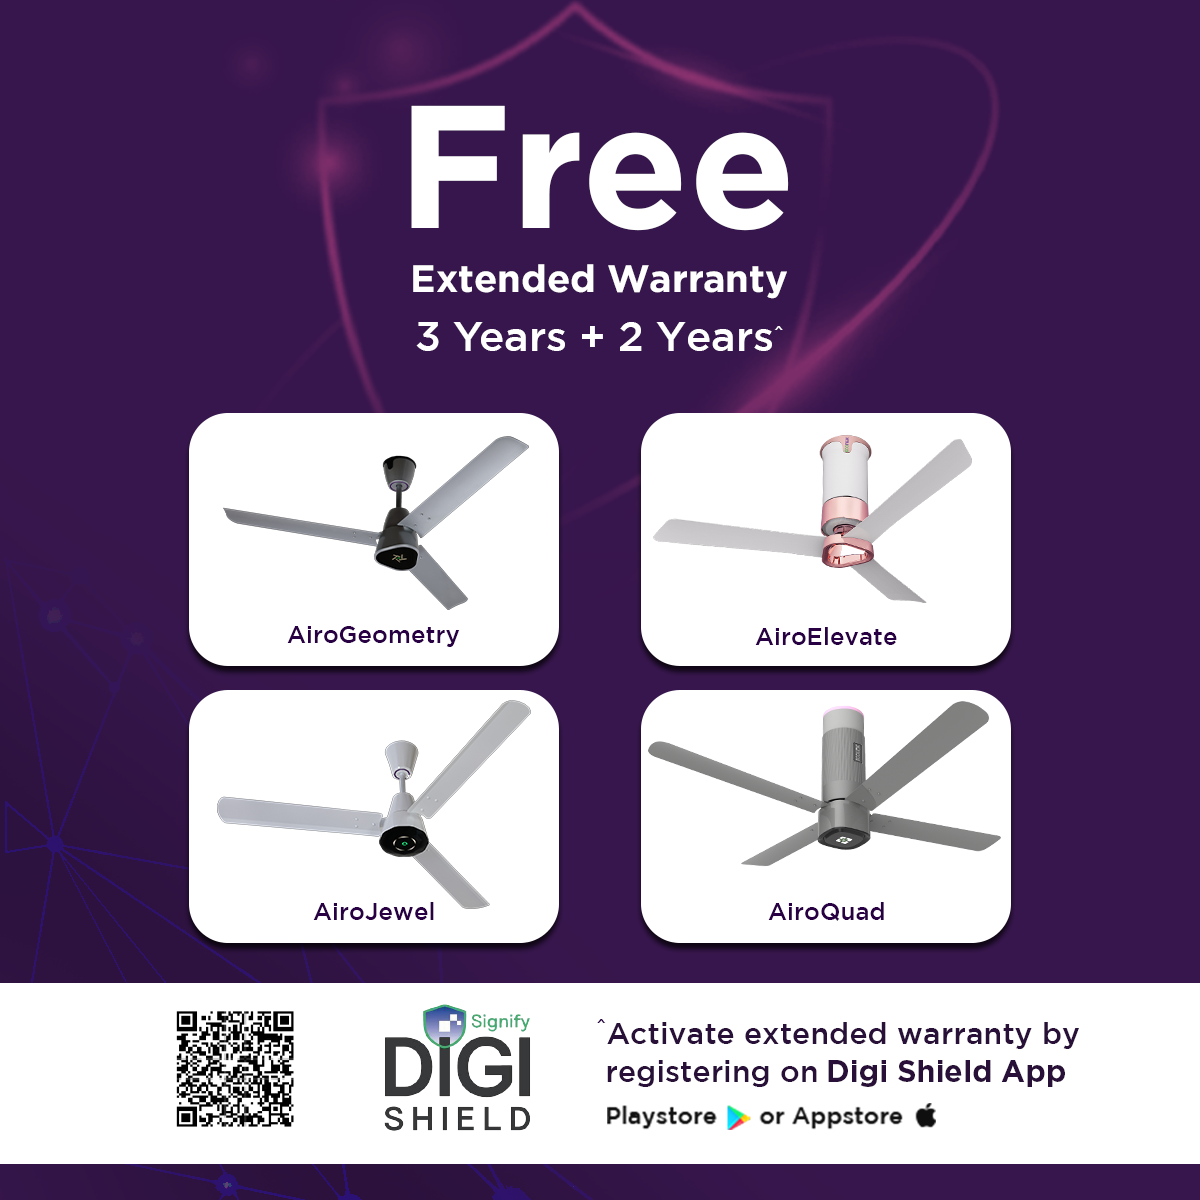 Free
Extended Warranty
3 Years + 2 Years^
AiroGeometry
AiroElevate
AiroJewel
AiroQuad
Signify
DIGI
SHIELD
^Activate extended warranty by
registering on Digi Shield App
Playstore or Appstore